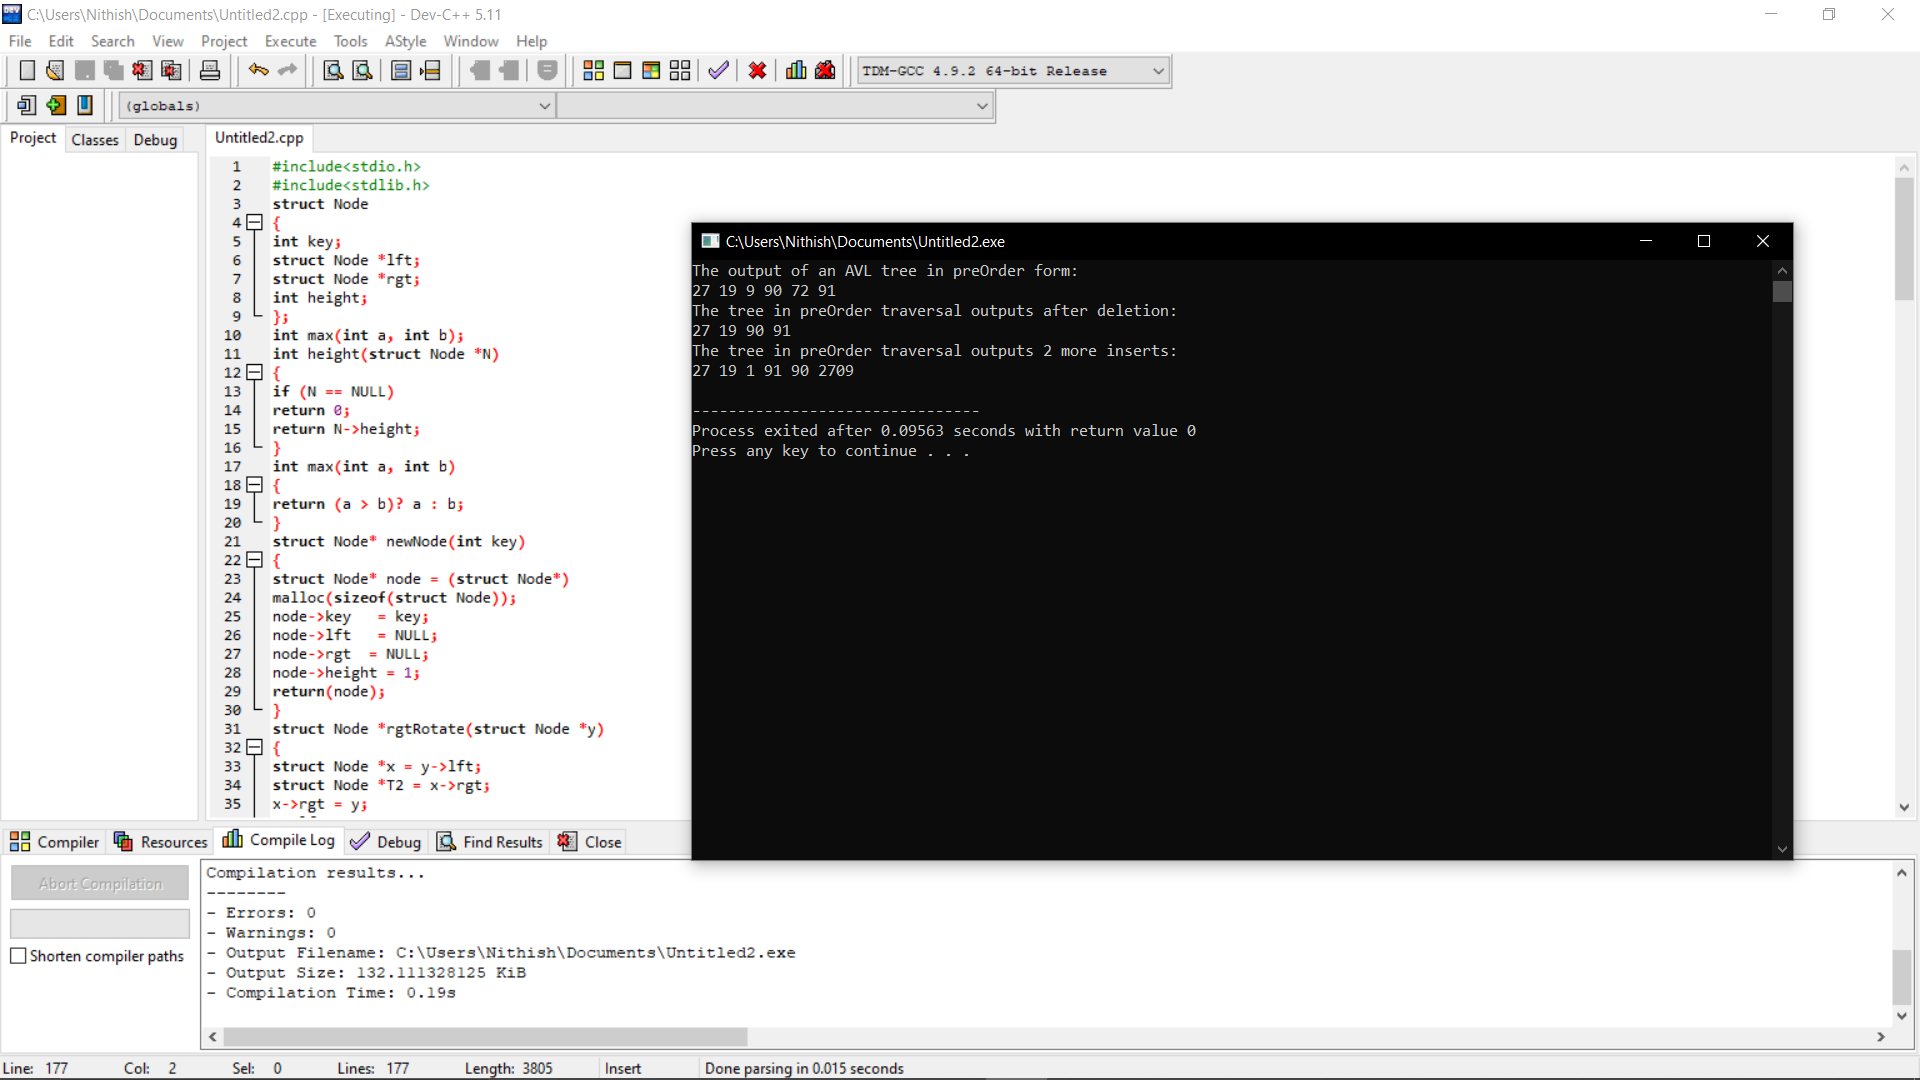 C:\Users\Nithish\Documents\Untitled2.cpp - [Executing] - Dev-C++ 5.11
File Edit Search View Project Execute Tools AStyle Window Help
TDM-GCC 4.9.2 64-bit Release
(globals)
Project Classes Debug
Untitled2.cpp
1 #include<stdio.h>
2 #include<stdlib.h>
3 struct Node
4 {
5 int key;
6 struct Node *lft;
7 struct Node *rgt;
8 int height;
9 };
10 int max(int a, int b);
11 int height(struct Node *N)
12 {
13 if (N == NULL)
14 return 0;
15 return N->height;
16 }
17 int max(int a, int b)
18 {
19 return (a > b)? a : b;
20 }
21 struct Node* newNode(int key)
22 {
23 struct Node* node = (struct Node*)
24 malloc(sizeof(struct Node));
25 node->key   = key;
26 node->lft   = NULL;
27 node->rgt  = NULL;
28 node->height = 1;
29 return(node);
30 }
31 struct Node *rgtRotate(struct Node *y)
32 {
33 struct Node *x = y->lft;
34 struct Node *T2 = x->rgt;
35 x->rgt = y;
C:\Users\Nithish\Documents\Untitled2.exe
The output of an AVL tree in preOrder form:
27 19 9 90 72 91
The tree in preOrder traversal outputs after deletion:
27 19 90 91
The tree in preOrder traversal outputs 2 more inserts:
27 19 1 91 90 2709
--------------------------------
Process exited after 0.09563 seconds with return value 0
Press any key to continue . . .
Compiler Resources Compile Log Debug Find Results Close
Abort Compilation
Shorten compiler paths
Compilation results...
--------
- Errors: 0
- Warnings: 0
- Output Filename: C:\Users\Nithish\Documents\Untitled2.exe
- Output Size: 132.111328125 KiB
- Compilation Time: 0.19s
Line: 177 Col: 2 Sel: 0 Lines: 177 Length: 3805 Insert Done parsing in 0.015 seconds